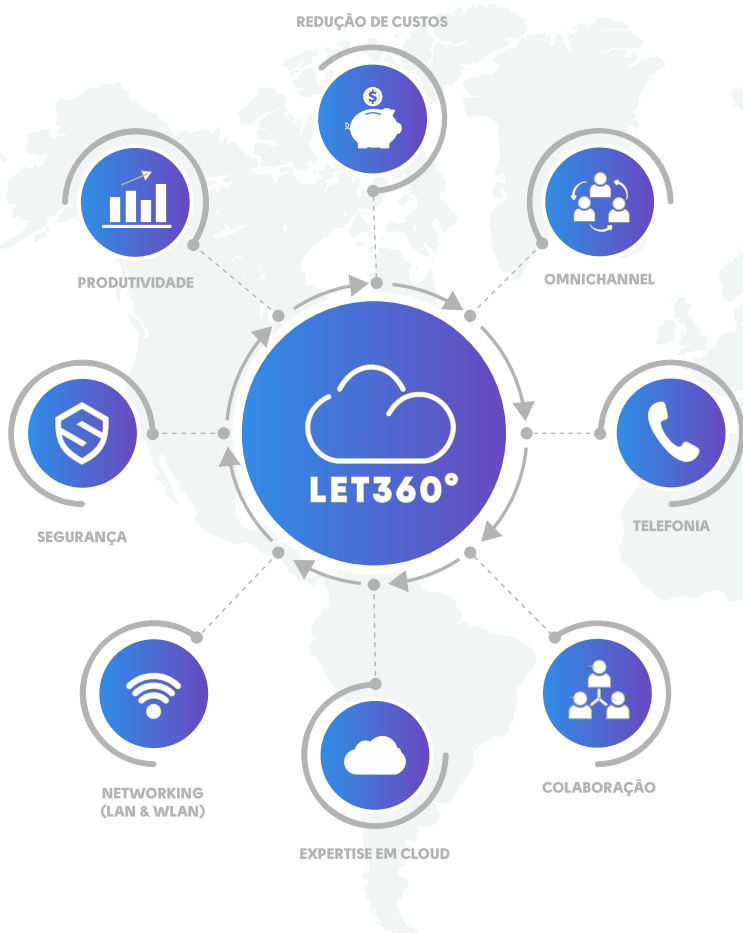 REDUÇÃO DE CUSTOS
PRODUTIVIDADE
OMNICHANNEL
LET360°
SEGURANÇA
TELEFONIA
NETWORKING
(LAN & WLAN)
COLABORAÇÃO
EXPERTISE EM CLOUD
$